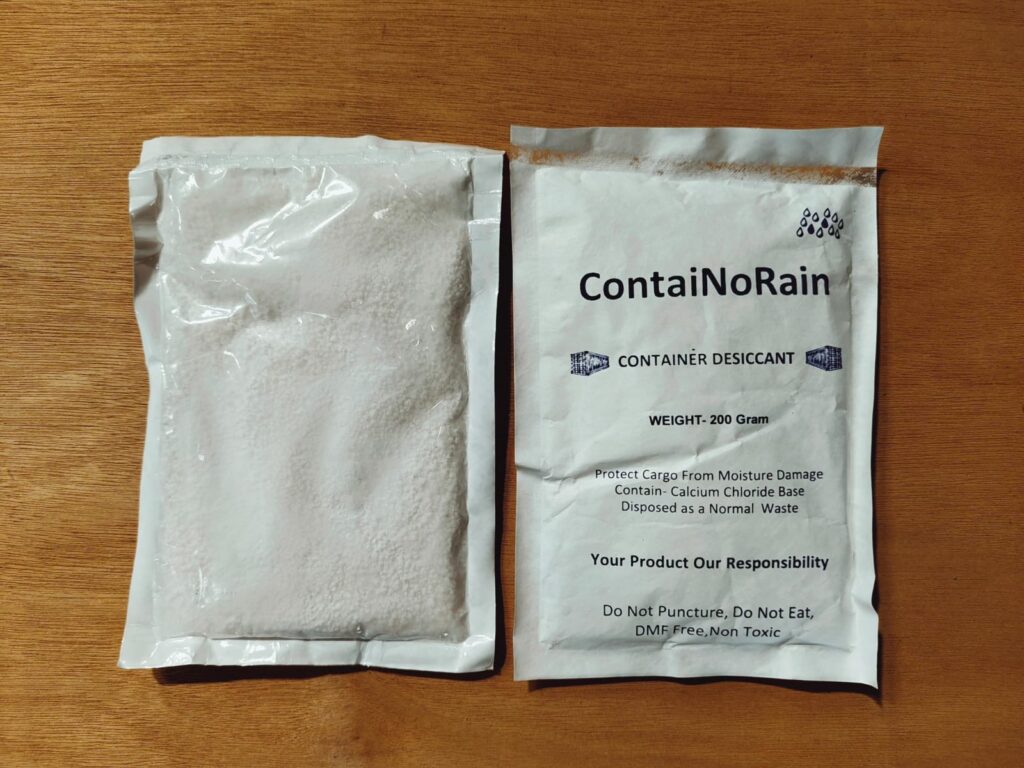 ContaiNoRain
CONTAINER DESICCANT
WEIGHT- 200 Gram
Protect Cargo From Moisture Damage
Contain- Calcium Chloride Base
Disposed as a Normal Waste
Your Product Our Responsibility
Do Not Puncture, Do Not Eat,
DMF Free,Non Toxic